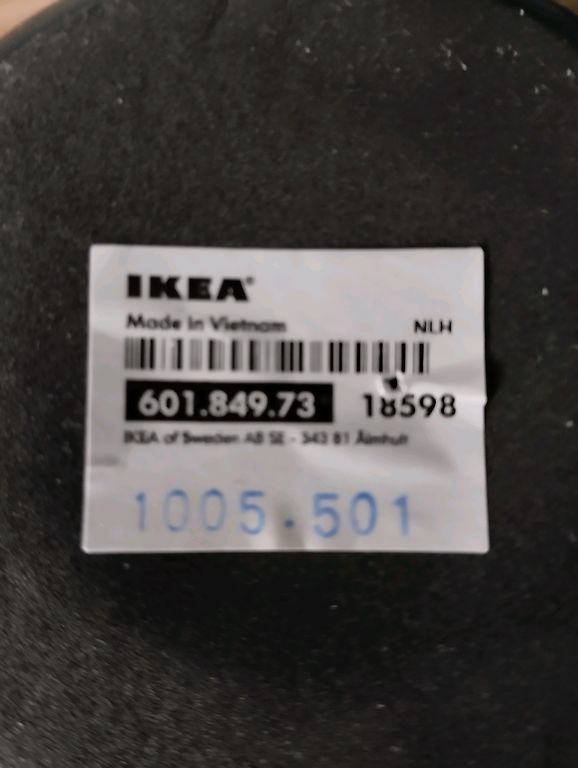 IKEA®
Made in Vietnam NLH
601.849.73 18598
IKEA of Sweden AB SE - 343 81 Älmhult
1005.501